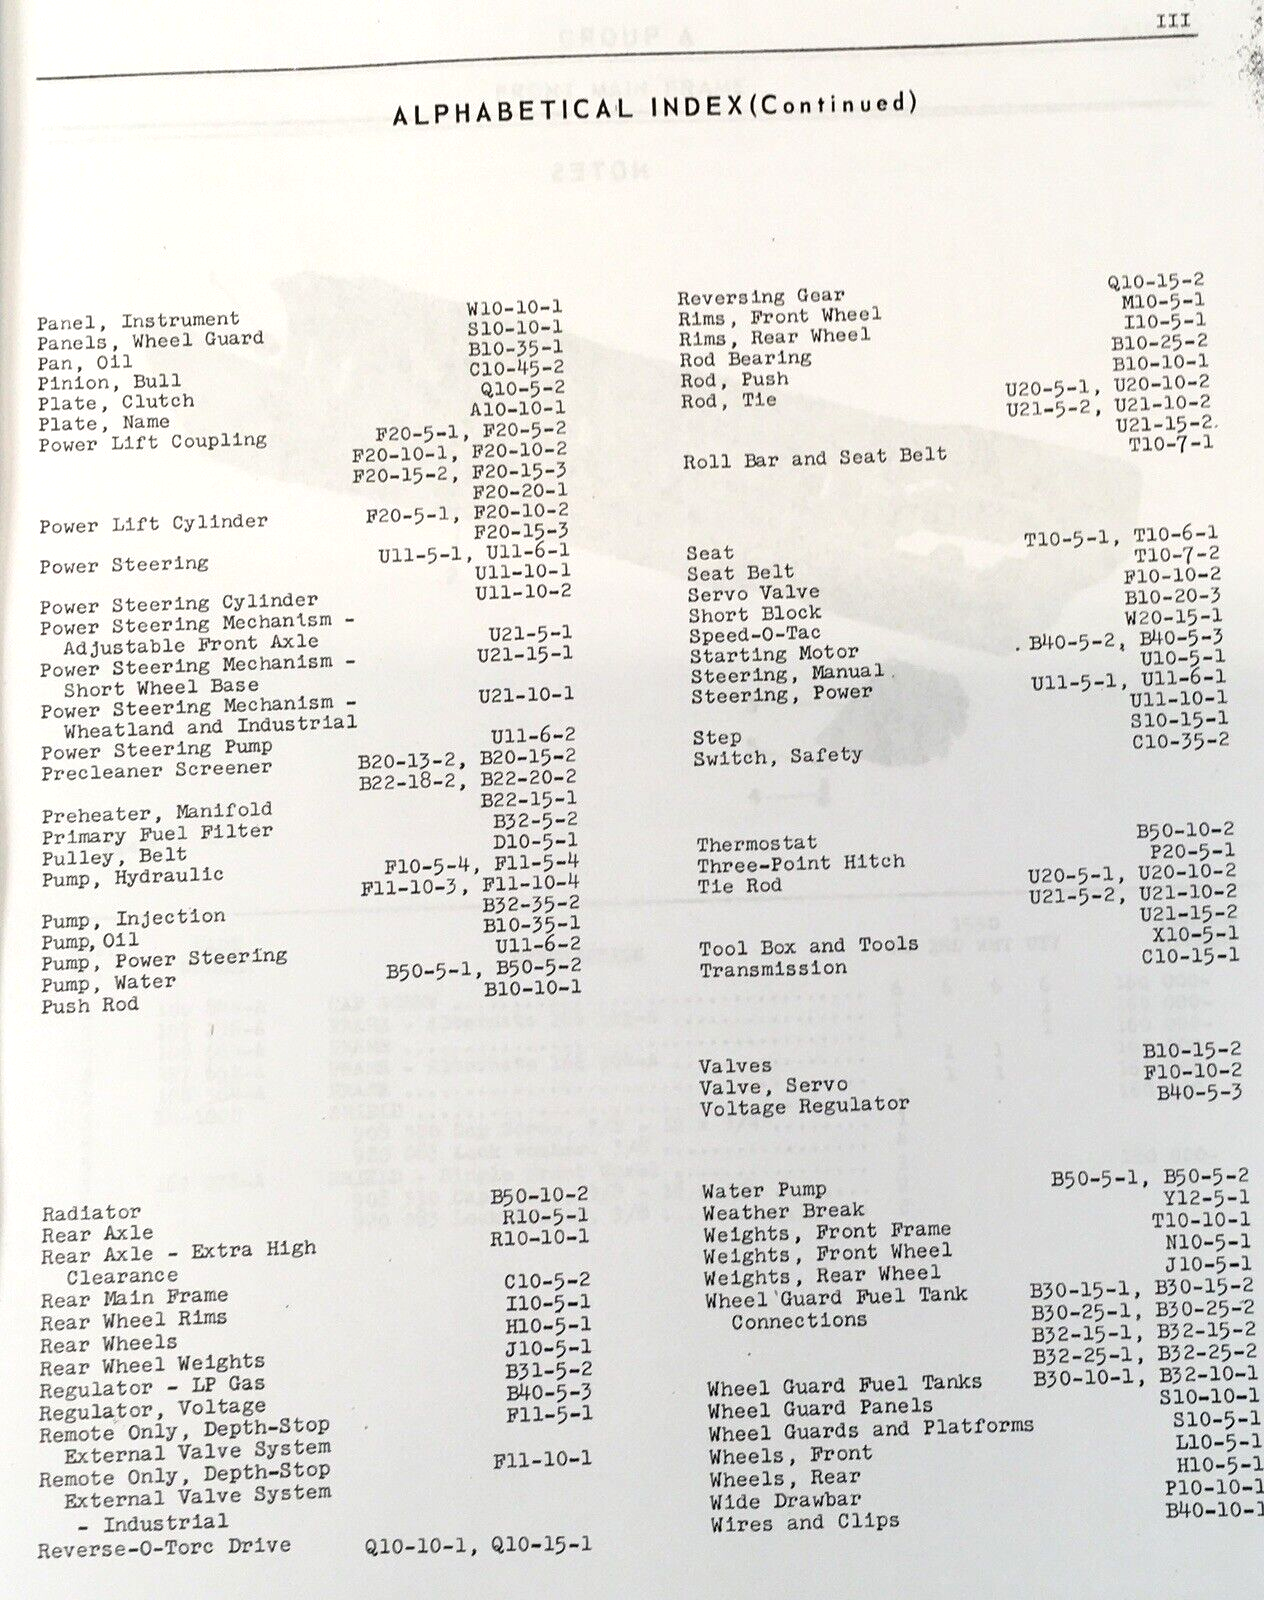 III
ALPHABETICAL INDEX(Continued)
Panel, Instrument W10-10-1
Panels, Wheel Guard S10-10-1
Pan, Oil B10-35-1
Pinion, Bull C10-45-2
Plate, Clutch Q10-5-2
Plate, Name A10-10-1
Power Lift Coupling F20-5-1, F20-5-2
F20-10-1, F20-10-2
F20-15-2, F20-15-3
F20-20-1
Power Lift Cylinder F20-5-1, F20-10-2
F20-15-3
Power Steering U11-5-1, U11-6-1
U11-10-1
Power Steering Cylinder U11-10-2
Power Steering Mechanism -
Adjustable Front Axle U21-5-1
Power Steering Mechanism - U21-15-1
Short Wheel Base
Power Steering Mechanism - U21-10-1
Wheatland and Industrial
Power Steering Pump U11-6-2
Precleaner Screener B20-13-2, B20-15-2
B22-18-2, B22-20-2
Preheater, Manifold B22-15-1
Primary Fuel Filter B32-5-2
Pulley, Belt D10-5-1
Pump, Hydraulic F10-5-4, F11-5-4
F11-10-3, F11-10-4
Pump, Injection B32-35-2
Pump, Oil B10-35-1
Pump, Power Steering U11-6-2
Pump, Water B50-5-1, B50-5-2
Push Rod B10-10-1
Radiator B50-10-2
Rear Axle R10-5-1
Rear Axle - Extra High R10-10-1
Clearance
Rear Main Frame C10-5-2
Rear Wheel Rims I10-5-1
Rear Wheels H10-5-1
Rear Wheel Weights J10-5-1
Regulator - LP Gas B31-5-2
Regulator, Voltage B40-5-3
Remote Only, Depth-Stop F11-5-1
External Valve System
Remote Only, Depth-Stop F11-10-1
External Valve System
- Industrial
Reverse-O-Torc Drive Q10-10-1, Q10-15-1
Reversing Gear Q10-15-2
Rims, Front Wheel M10-5-1
Rims, Rear Wheel I10-5-1
Rod Bearing B10-25-2
Rod, Push B10-10-1
Rod, Tie U20-5-1, U20-10-2
U21-5-2, U21-10-2
U21-15-2
Roll Bar and Seat Belt T10-7-1
Seat T10-5-1, T10-6-1
Seat Belt T10-7-2
Servo Valve F10-10-2
Short Block B10-20-3
Speed-O-Tac W20-15-1
Starting Motor B40-5-2, B40-5-3
Steering, Manual U10-5-1
Steering, Power U11-5-1, U11-6-1
U11-10-1
Step S10-15-1
Switch, Safety C10-35-2
Thermostat B50-10-2
Three-Point Hitch P20-5-1
Tie Rod U20-5-1, U20-10-2
U21-5-2, U21-10-2
U21-15-2
Tool Box and Tools X10-5-1
Transmission C10-15-1
Valves B10-15-2
Valve, Servo F10-10-2
Voltage Regulator B40-5-3
Water Pump B50-5-1, B50-5-2
Weather Break Y12-5-1
Weights, Front Frame T10-10-1
Weights, Front Wheel N10-5-1
Weights, Rear Wheel J10-5-1
Wheel Guard Fuel Tank B30-15-1, B30-15-2
Connections B30-25-1, B30-25-2
B32-15-1, B32-15-2
B32-25-1, B32-25-2
Wheel Guard Fuel Tanks B30-10-1, B32-10-1
Wheel Guard Panels S10-10-1
Wheel Guards and Platforms S10-5-1
Wheels, Front L10-5-1
Wheels, Rear H10-5-1
Wide Drawbar P10-10-1
Wires and Clips B40-10-1